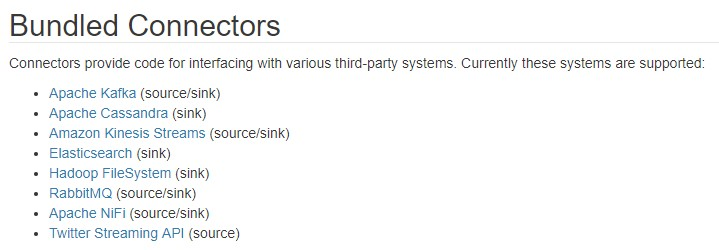 Bundled Connectors
Connectors provide code for interfacing with various third-party systems. Currently these systems are supported:
• Apache Kafka (source/sink)
• Apache Cassandra (sink)
• Amazon Kinesis Streams (source/sink)
• Elasticsearch (sink)
• Hadoop FileSystem (sink)
• RabbitMQ (source/sink)
• Apache NiFi (source/sink)
• Twitter Streaming API (source)